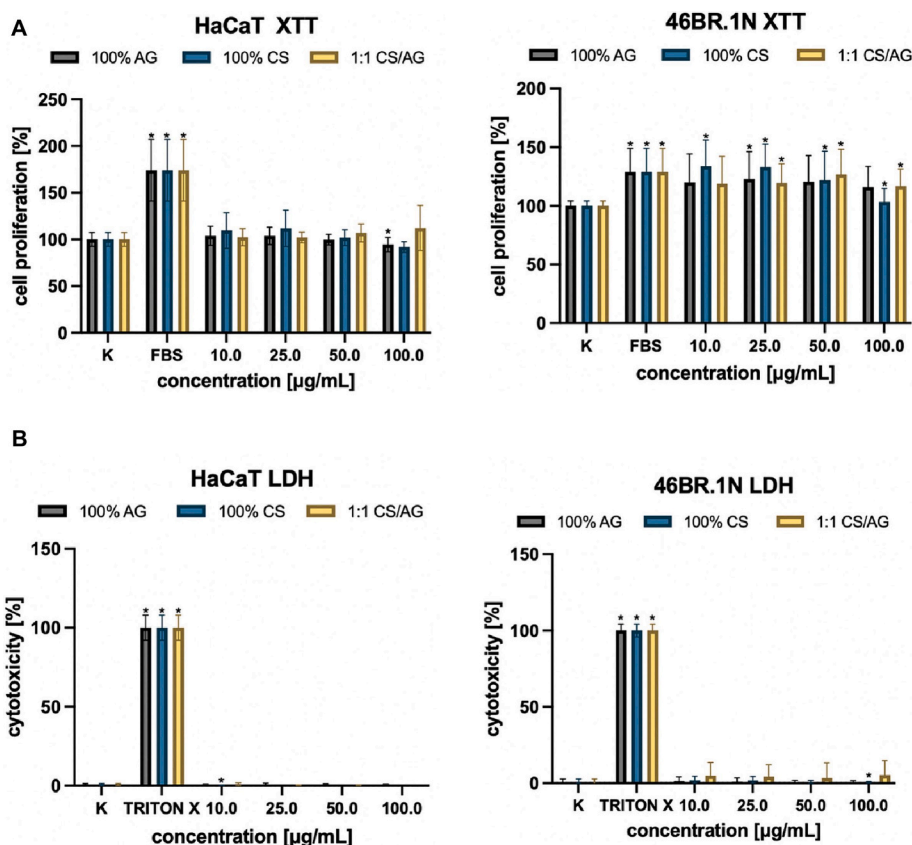 A
HaCaT XTT
100% AG 100% CS 1:1 CS/AG
cell proliferation [%]
250
200
150
100
50
0
* * *
*
K FBS 10.0 25.0 50.0 100.0
concentration [µg/mL]
46BR.1N XTT
100% AG 100% CS 1:1 CS/AG
cell proliferation [%]
200
150
100
50
0
* * * * * * * * * * *
K FBS 10.0 25.0 50.0 100.0
concentration [µg/mL]
B
HaCaT LDH
100% AG 100% CS 1:1 CS/AG
cytotoxicity [%]
150
100
50
0
* * *
*
K TRITON X 10.0 25.0 50.0 100.0
concentration [µg/mL]
46BR.1N LDH
100% AG 100% CS 1:1 CS/AG
cytotoxicity [%]
150
100
50
0
* * *
*
K TRITON X 10.0 25.0 50.0 100.0
concentration [µg/mL]